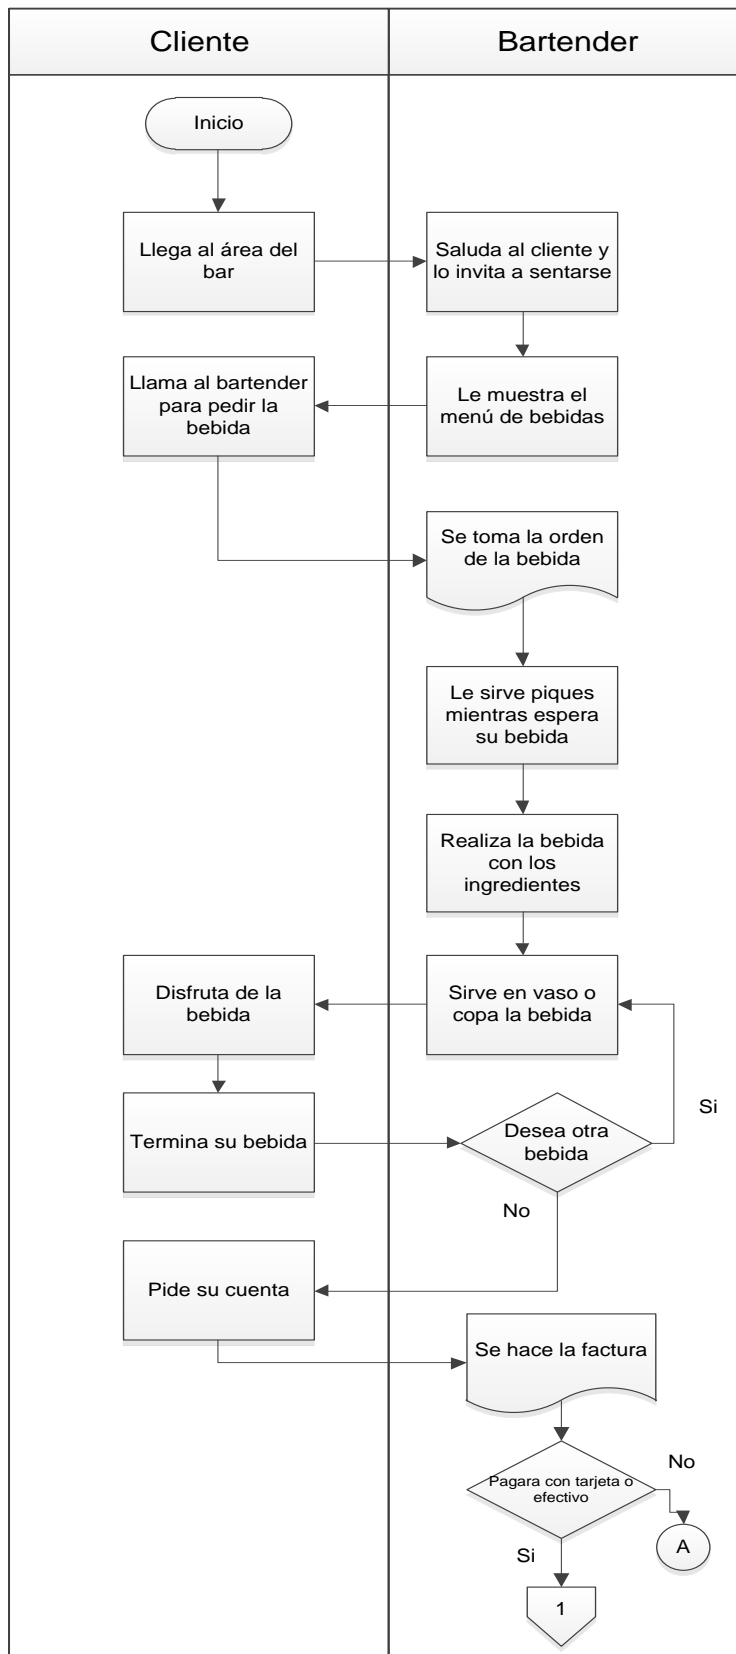 Cliente
Bartender
Inicio
Llega al área del
bar
Saluda al cliente y
lo invita a sentarse
Llama al bartender
para pedir la
bebida
Le muestra el
menú de bebidas
Se toma la orden
de la bebida
Le sirve piques
mientras espera
su bebida
Realiza la bebida
con los
ingredientes
Disfruta de la
bebida
Sirve en vaso o
copa la bebida
Si
Termina su bebida
Desea otra
bebida
No
Pide su cuenta
Se hace la factura
Pagara con tarjeta o
efectivo
No
A
Si
1